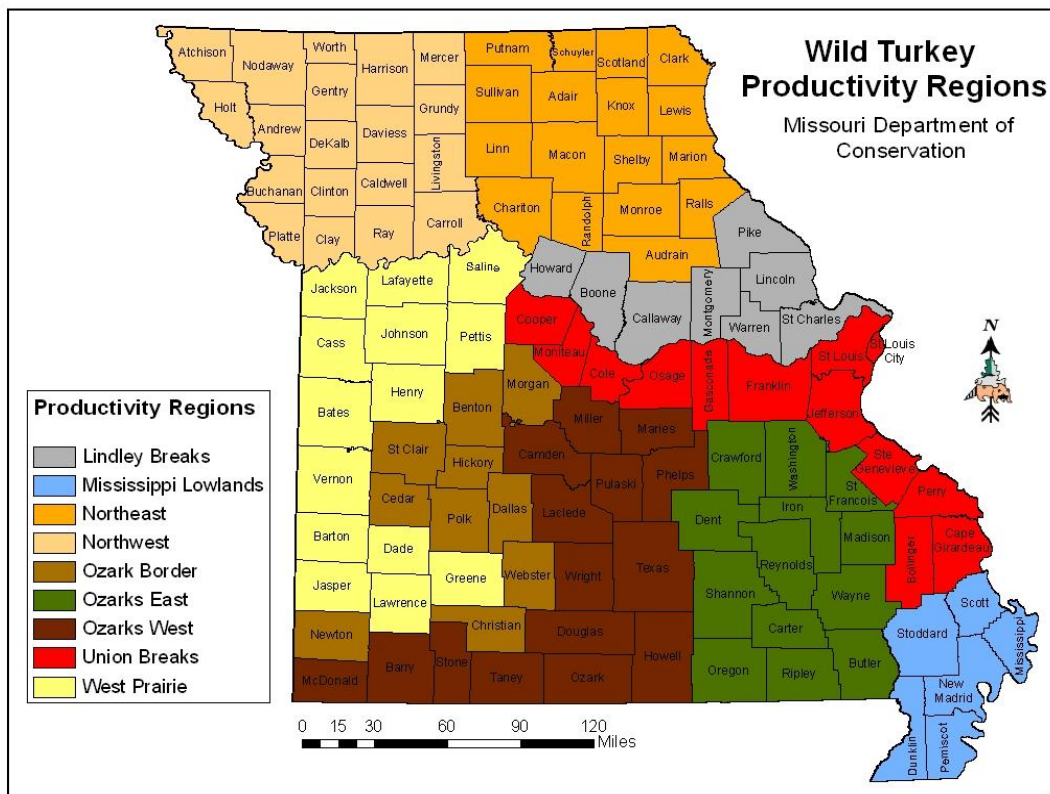 Wild Turkey
Productivity Regions
Missouri Department of
Conservation
Atchison
Nodaway
Worth
Harrison
Mercer
Putnam
Schuyler
Scotland
Clark
Holt
Gentry
Grundy
Sullivan
Adair
Knox
Lewis
Andrew
DeKalb
Daviess
Livingston
Linn
Macon
Shelby
Marion
Buchanan
Clinton
Caldwell
Carroll
Chariton
Randolph
Monroe
Ralls
Platte
Clay
Ray
Audrain
Pike
Jackson
Lafayette
Saline
Howard
Boone
Callaway
Montgomery
Lincoln
Warren
St Charles
Cass
Johnson
Pettis
Cooper
Moniteau
Cole
Osage
Gasconade
Franklin
St Louis
St Louis
City
Jefferson
Bates
Henry
Benton
Morgan
Miller
Maries
St Clair
Hickory
Camden
Pulaski
Phelps
Crawford
Washington
St
Francois
Ste
Genevieve
Perry
Vernon
Cedar
Polk
Dallas
Laclede
Dent
Iron
Madison
Bollinger
Cape
Girardeau
Barton
Dade
Greene
Webster
Wright
Texas
Shannon
Reynolds
Wayne
Jasper
Lawrence
Christian
Douglas
Howell
Carter
Butler
Stoddard
Scott
Mississippi
Newton
McDonald
Barry
Stone
Taney
Ozark
Oregon
Ripley
New
Madrid
Dunklin
Pemiscot
N
Productivity Regions
Lindley Breaks
Mississippi Lowlands
Northeast
Northwest
Ozark Border
Ozarks East
Ozarks West
Union Breaks
West Prairie
0 15 30 60 90 120
Miles